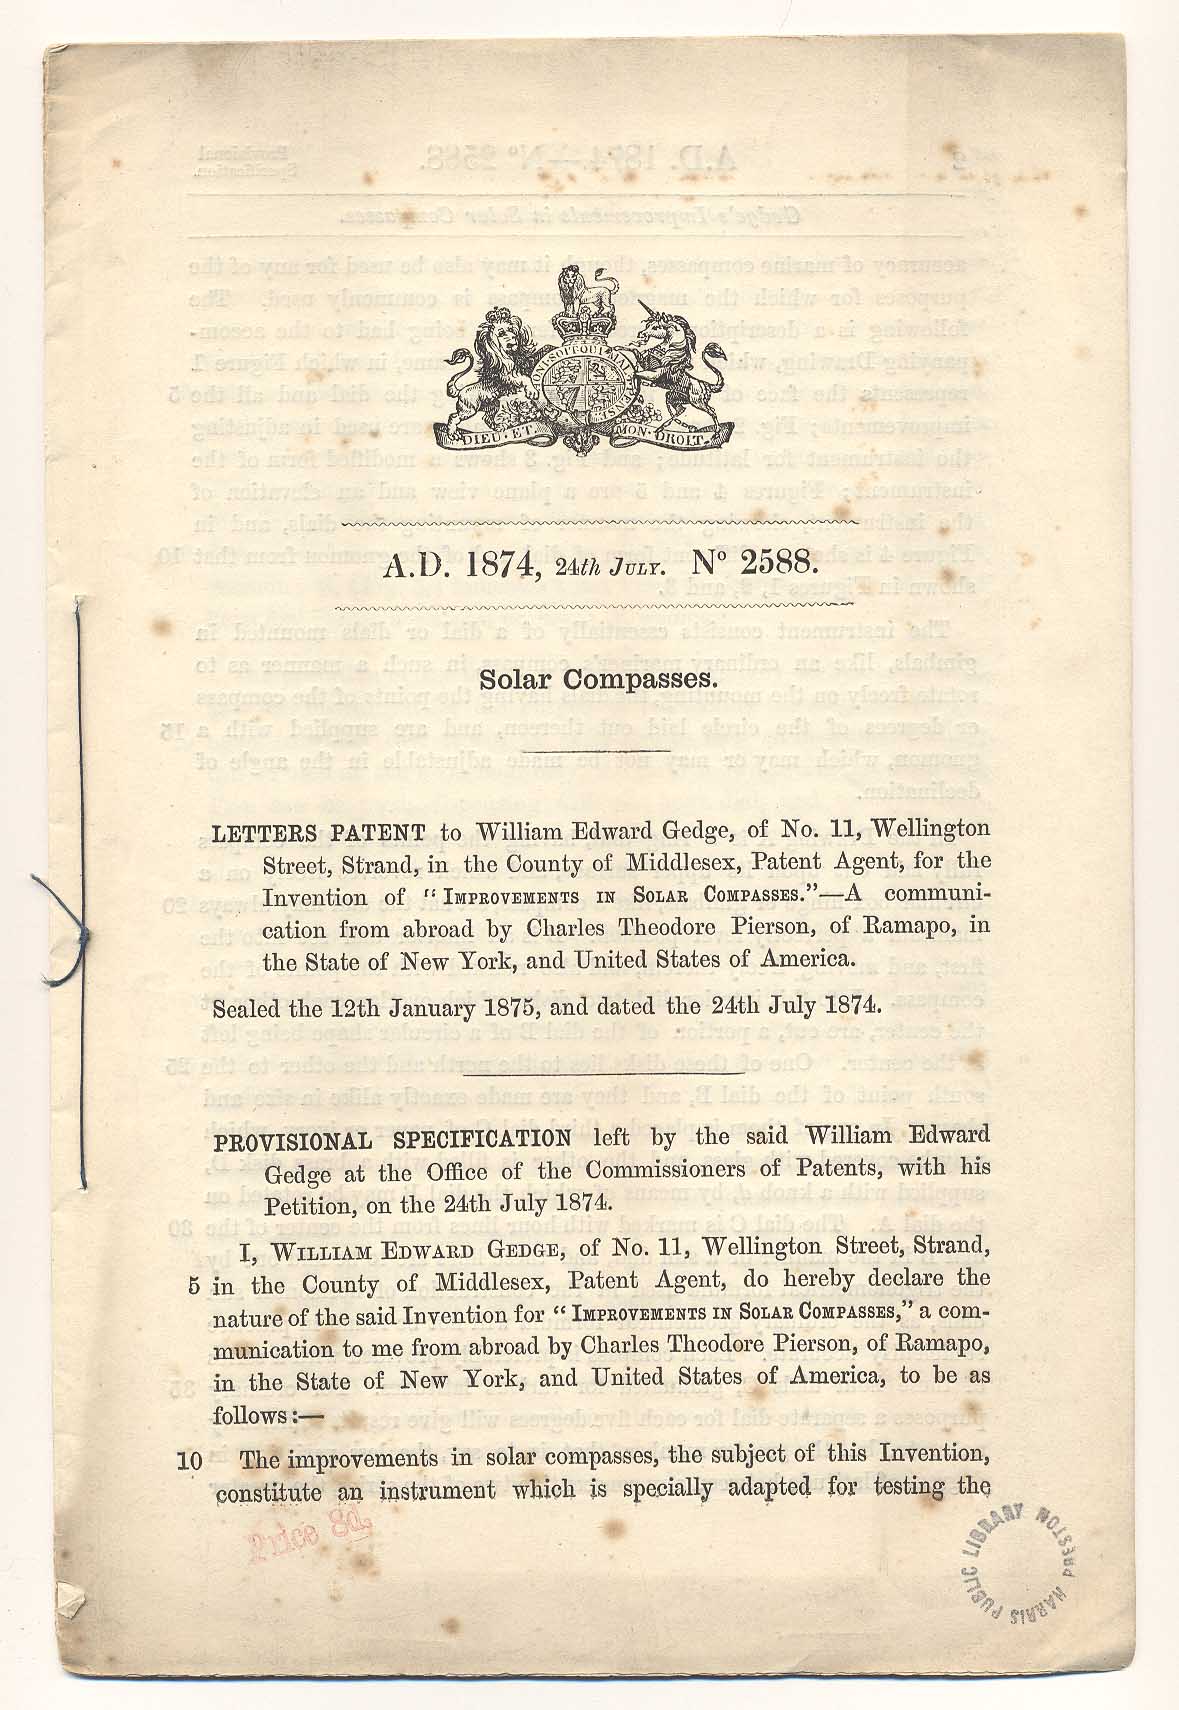 HONI·SOIT·QUI·MAL
DIEU·ET· MON·DROIT·
A.D. 1874, 24th July. Nº 2588.
Solar Compasses.
LETTERS PATENT to William Edward Gedge, of No. 11, Wellington
Street, Strand, in the County of Middlesex, Patent Agent, for the
Invention of “Improvements in Solar Compasses.”—A communi-
cation from abroad by Charles Theodore Pierson, of Ramapo, in
the State of New York, and United States of America.
Sealed the 12th January 1875, and dated the 24th July 1874.
PROVISIONAL SPECIFICATION left by the said William Edward
Gedge at the Office of the Commissioners of Patents, with his
Petition, on the 24th July 1874.
I, William Edward Gedge, of No. 11, Wellington Street, Strand,
5 in the County of Middlesex, Patent Agent, do hereby declare the
nature of the said Invention for “Improvements in Solar Compasses,” a com-
munication to me from abroad by Charles Theodore Pierson, of Ramapo,
in the State of New York, and United States of America, to be as
follows:—
10 The improvements in solar compasses, the subject of this Invention,
constitute an instrument which is specially adapted for testing the
Price 8d.
HARRIS PUBLIC LIBRARY PRESTON